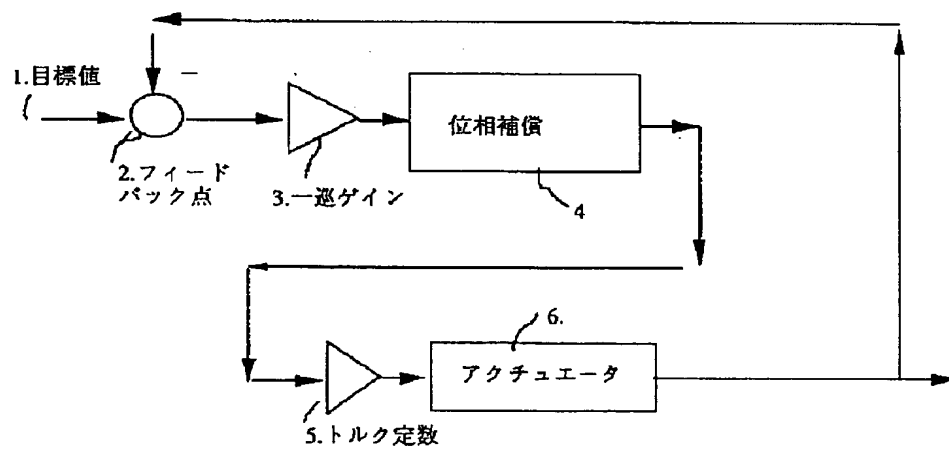 1.目標値
−
位相補償
2.フィード
バック点
3.一巡ゲイン
4
6.
アクチュエータ
5.トルク定数